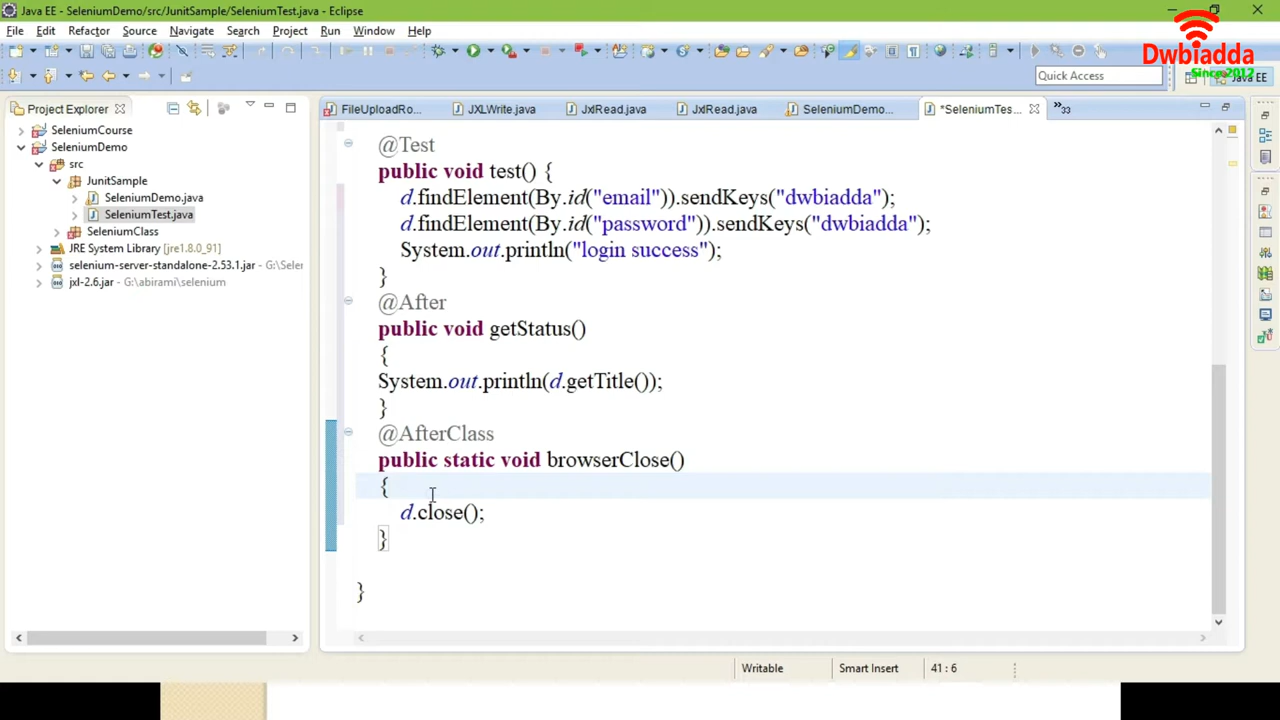 Java EE - SeleniumDemo/src/JunitSample/SeleniumTest.java - Eclipse
File Edit Refactor Source Navigate Search Project Run Window Help
Dwbiadda
Since 2012
Quick Access
Java EE
Project Explorer
FileUploadRo...
JXLWrite.java
JxlRead.java
JxRead.java
SeleniumDemo...
*SeleniumTes...
»33
SeleniumCourse
SeleniumDemo
src
JunitSample
SeleniumDemo.java
SeleniumTest.java
SeleniumClass
JRE System Library [jre1.8.0_91]
selenium-server-standalone-2.53.1.jar - G:\Seler
jxl-2.6.jar - G:\abirami\selenium
@Test
public void test() {
d.findElement(By.id("email")).sendKeys("dwbiadda");
d.findElement(By.id("password")).sendKeys("dwbiadda");
System.out.println("login success");
}
@After
public void getStatus()
{
System.out.println(d.getTitle());
}
@AfterClass
public static void browserClose()
{
d.close();
}
}
Writable
Smart Insert
41 : 6